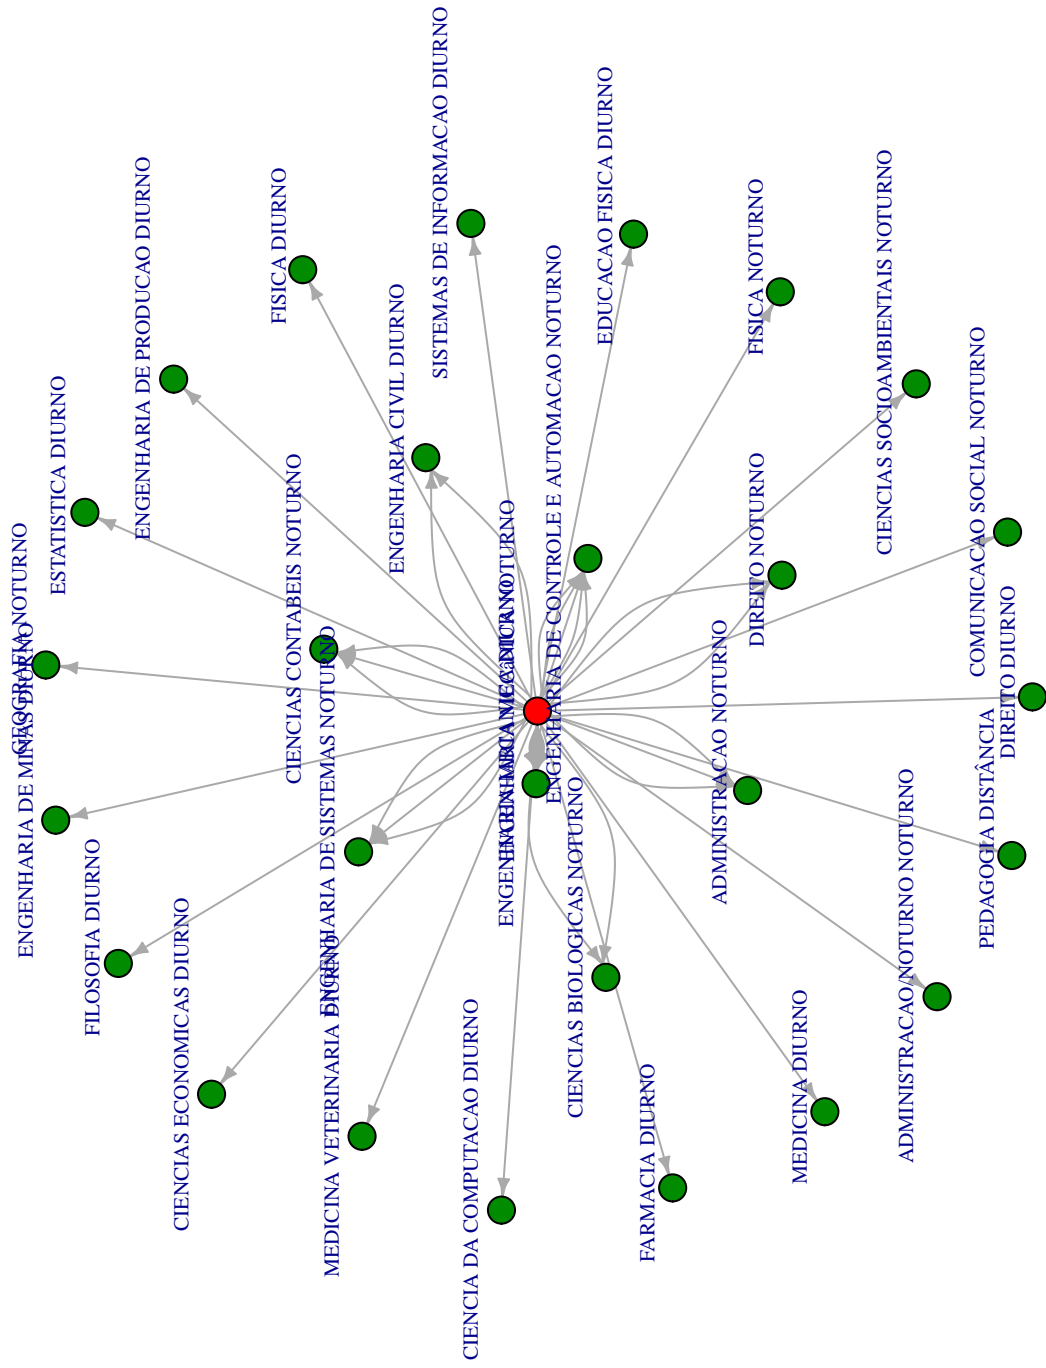 SISTEMAS DE INFORMACAO DIURNO
EDUCACAO FISICA DIURNO
ENGENHARIA DE PRODUCAO DIURNO
FISICA DIURNO
FISICA NOTURNO
CIENCIAS SOCIOAMBIENTAIS NOTURNO
ENGENHARIA CIVIL DIURNO
ENGENHARIA DE CONTROLE E AUTOMACAO NOTURNO
COMUNICACAO SOCIAL NOTURNO
ESTATISTICA DIURNO
CIENCIAS CONTABEIS NOTURNO
DIREITO NOTURNO
GEOGRAFIA NOTURNO
ENGENHARIA DE MINAS DIURNO
ENGENHARIA DE SISTEMAS NOTURNO
ADMINISTRACAO NOTURNO
DIREITO DIURNO
PEDAGOGIA DISTÂNCIA
CIENCIAS BIOLOGICAS NOTURNO
ADMINISTRACAO/NOTURNO NOTURNO
FILOSOFIA DIURNO
CIENCIAS ECONOMICAS DIURNO
MEDICINA VETERINARIA DIURNO
CIENCIA DA COMPUTACAO DIURNO
FARMACIA DIURNO
MEDICINA DIURNO